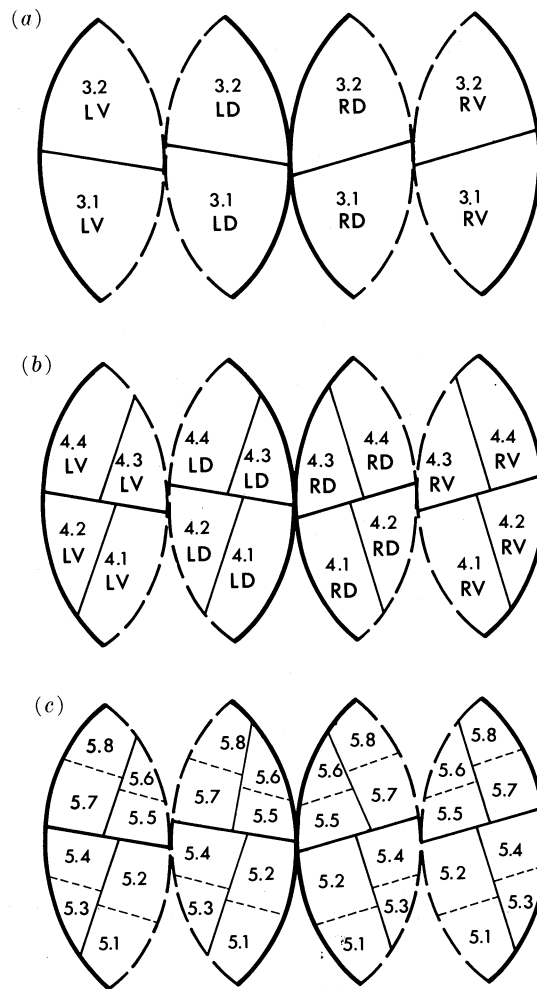 (a)
3.2 3.2 3.2 3.2
LV LD RD RV
3.1 3.1 3.1 3.1
LV LD RD RV
(b)
4.4 4.3 4.4 4.3 4.3 4.4 4.3 4.4
LV LV LD LD RD RD RV RV
4.2 4.1 4.2 4.1 4.1 4.2 4.1 4.2
LV LV LD LD RD RD RV RV
(c)
5.8 5.8 5.8 5.8
5.6 5.6 5.6 5.6
5.7 5.7 5.7 5.7
5.5 5.5 5.5 5.5
5.4 5.4 5.4 5.4
5.2 5.2 5.2 5.2
5.3 5.3 5.3 5.3
5.1 5.1 5.1 5.1